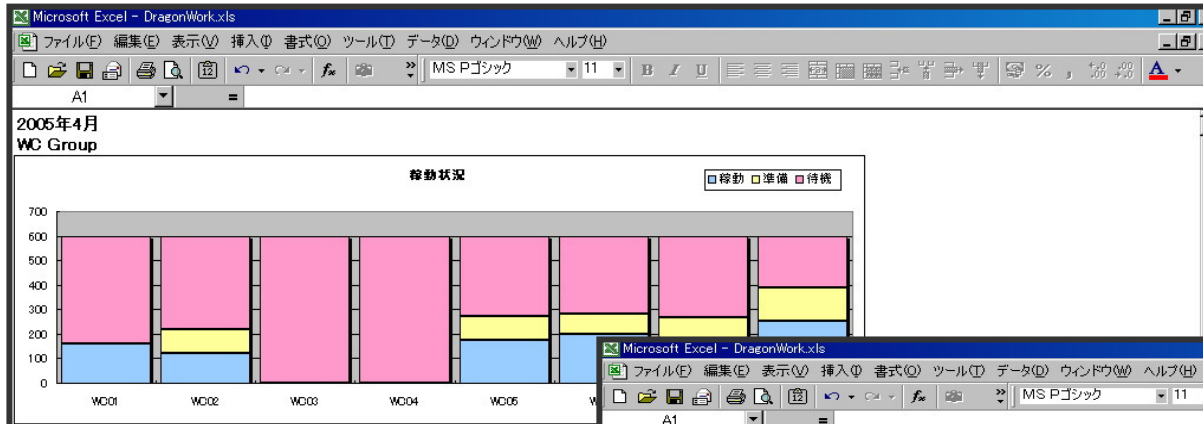 Microsoft Excel - DragonWork.xls
ファイル(F) 編集(E) 表示(V) 挿入(I) 書式(O) ツール(T) データ(D) ウィンドウ(W) ヘルプ(H)
MS Pゴシック 11 B I U % ,
A1 =
2005年4月
WC Group
稼動状況
稼動 準備 待機
700
600
500
400
300
200
100
0
WC01 WC02 WC03 WC04 WC05
Microsoft Excel - DragonWork.xls
ファイル(F) 編集(E) 表示(V) 挿入(I) 書式(O) ツール(T) データ(D) ウィンドウ(W) ヘルプ(H)
MS Pゴシック 11
A1 =